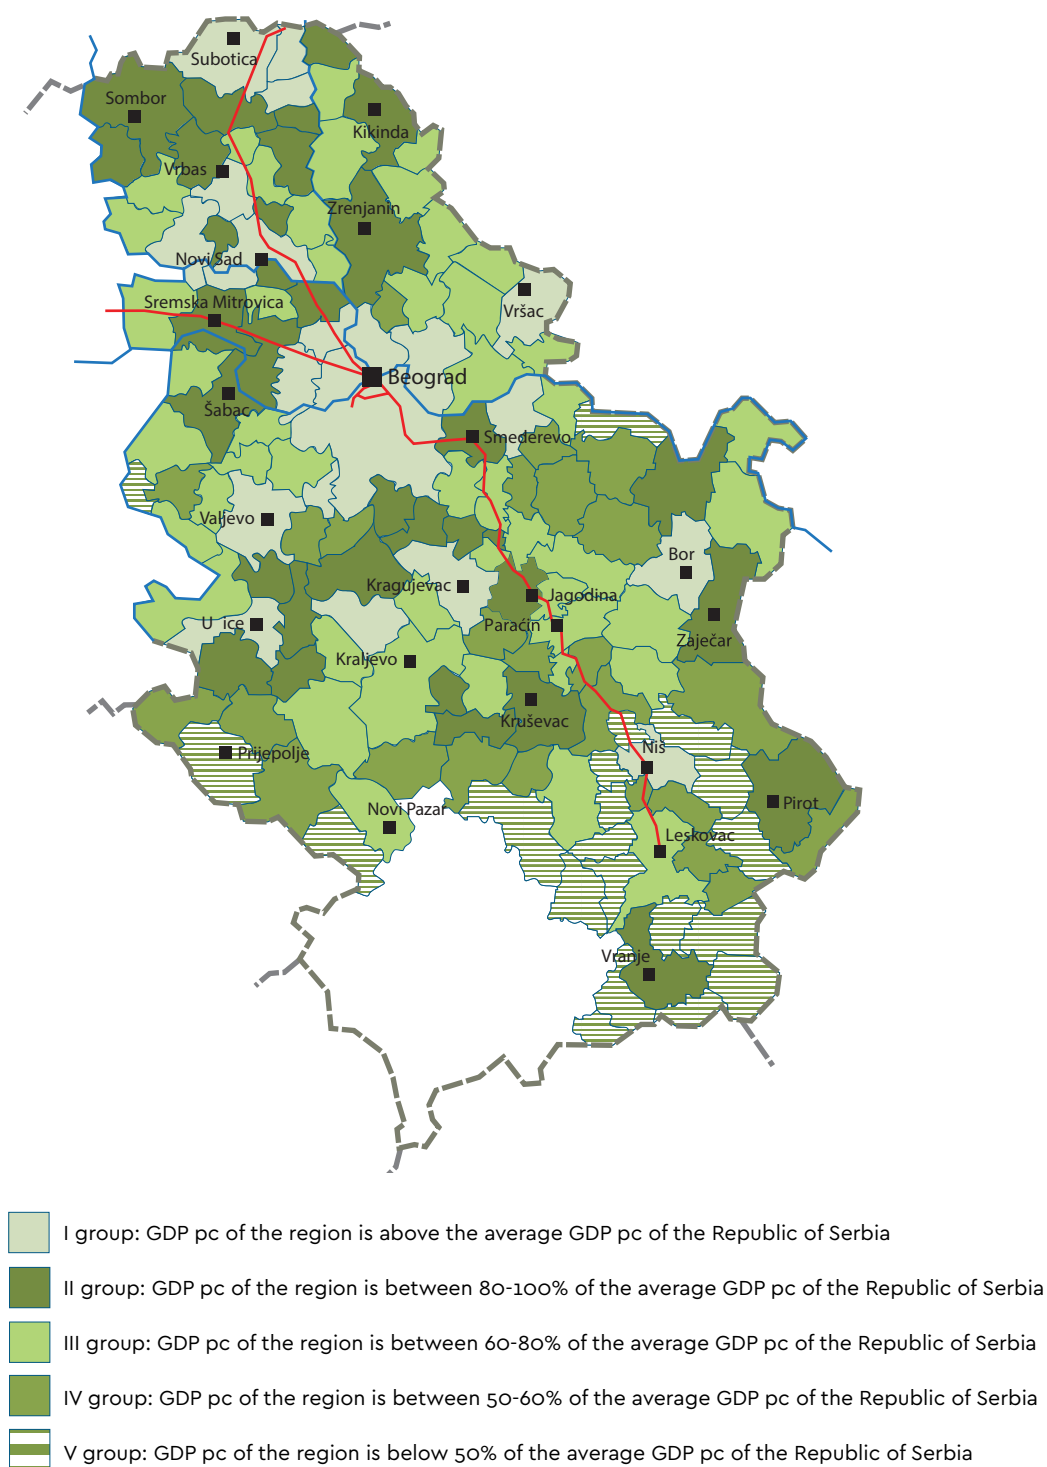 Subotica
Sombor
Kikinda
Vrbas
Zrenjanin
Novi Sad
Sremska Mitrovica
Vršac
Beograd
Šabac
Smederevo
Valjevo
Bor
Kragujevac
Jagodina
U ice
Paraćin
Zaječar
Kraljevo
Kruševac
Niš
Prijepolje
Pirot
Novi Pazar
Leskovac
Vranje
I group: GDP pc of the region is above the average GDP pc of the Republic of Serbia
II group: GDP pc of the region is between 80-100% of the average GDP pc of the Republic of Serbia
III group: GDP pc of the region is between 60-80% of the average GDP pc of the Republic of Serbia
IV group: GDP pc of the region is between 50-60% of the average GDP pc of the Republic of Serbia
V group: GDP pc of the region is below 50% of the average GDP pc of the Republic of Serbia